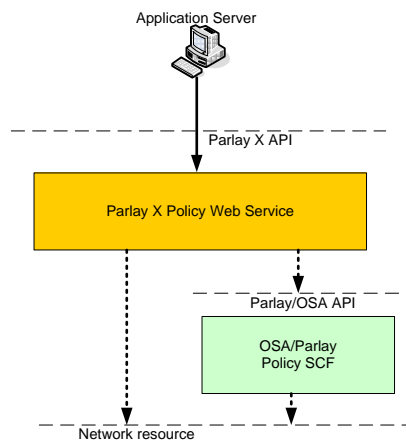 Application Server
Parlay X API
Parlay X Policy Web Service
Parlay/OSA API
OSA/Parlay
Policy SCF
Network resource